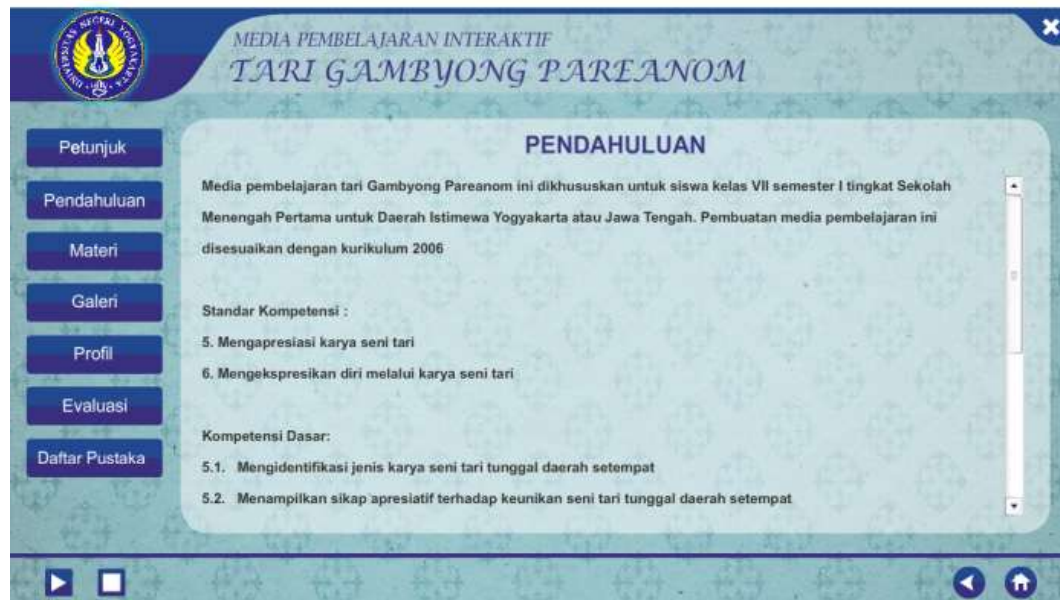 UNIVERSITAS NEGERI YOGYAKARTA
MEDIA PEMBELAJARAN INTERAKTIF
TARI GAMBYONG PAREANOM
Petunjuk
Pendahuluan
Materi
Galeri
Profil
Evaluasi
Daftar Pustaka
PENDAHULUAN
Media pembelajaran tari Gambyong Pareanom ini dikhususkan untuk siswa kelas VII semester I tingkat Sekolah
Menengah Pertama untuk Daerah Istimewa Yogyakarta atau Jawa Tengah. Pembuatan media pembelajaran ini
disesuaikan dengan kurikulum 2006
Standar Kompetensi :
5. Mengapresiasi karya seni tari
6. Mengekspresikan diri melalui karya seni tari
Kompetensi Dasar:
5.1. Mengidentifikasi jenis karya seni tari tunggal daerah setempat
5.2. Menampilkan sikap apresiatif terhadap keunikan seni tari tunggal daerah setempat